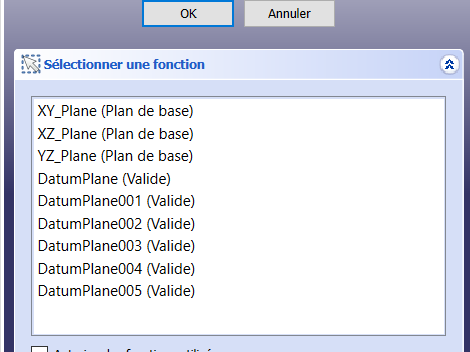 OK
Annuler
Sélectionner une fonction
XY_Plane (Plan de base)
XZ_Plane (Plan de base)
YZ_Plane (Plan de base)
DatumPlane (Valide)
DatumPlane001 (Valide)
DatumPlane002 (Valide)
DatumPlane003 (Valide)
DatumPlane004 (Valide)
DatumPlane005 (Valide)